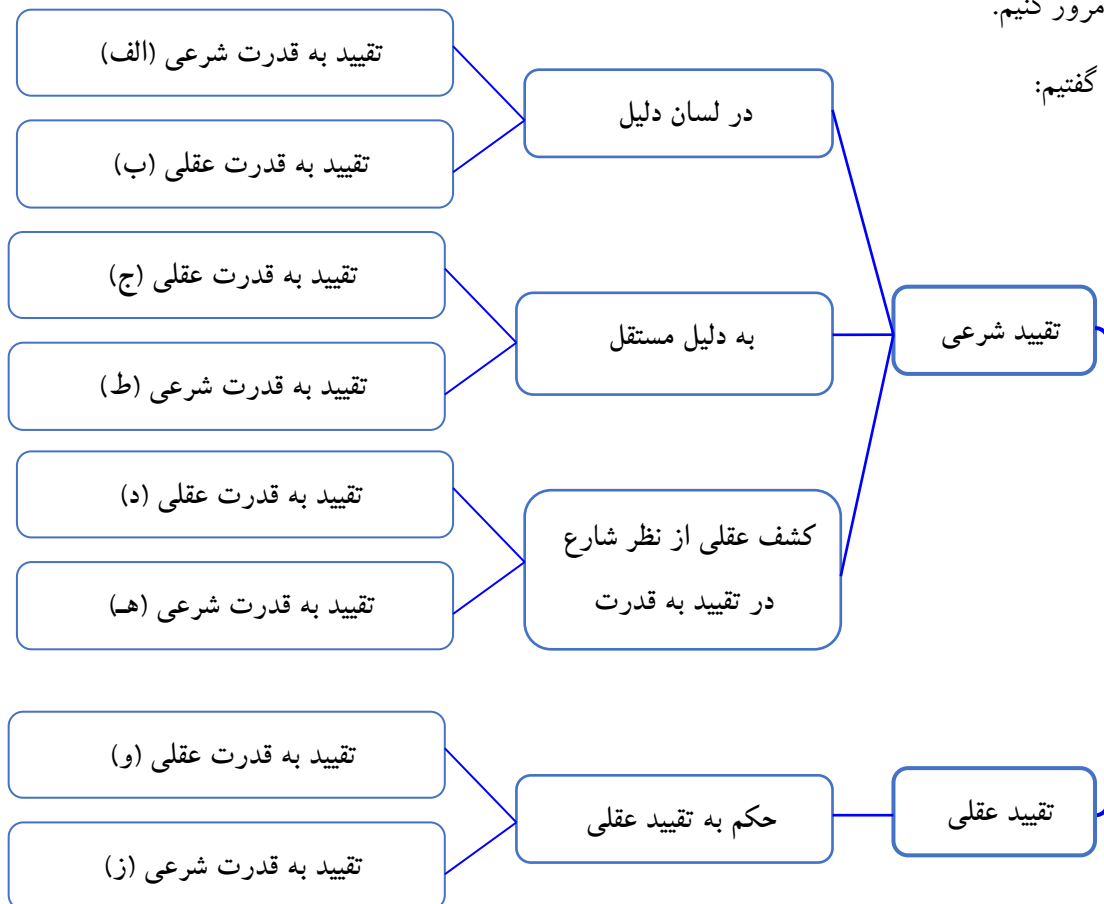 مرور کنیم.
گفتیم:
تقیید شرعی
در لسان دلیل
تقیید به قدرت شرعی (الف)
تقیید به قدرت عقلی (ب)
به دلیل مستقل
تقیید به قدرت عقلی (ج)
تقیید به قدرت شرعی (ط)
کشف عقلی از نظر شارع
در تقیید به قدرت
تقیید به قدرت عقلی (د)
تقیید به قدرت شرعی (هـ)
تقیید عقلی
حکم به تقیید عقلی
تقیید به قدرت عقلی (و)
تقیید به قدرت شرعی (ز)